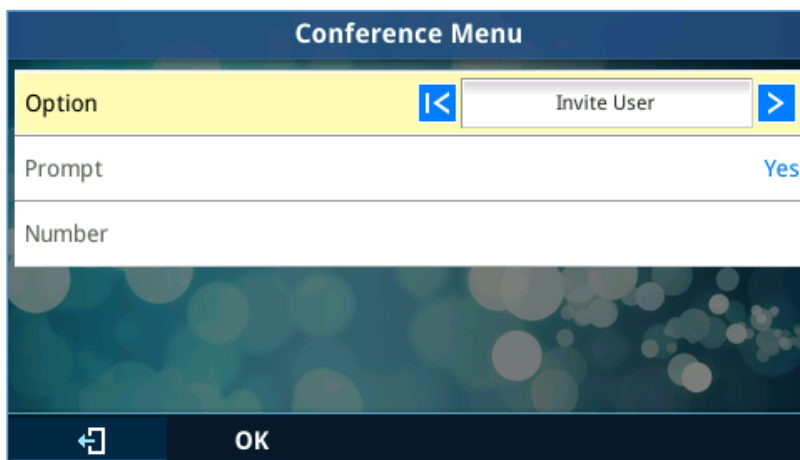 Conference Menu
Option Invite User
Prompt Yes
Number
OK